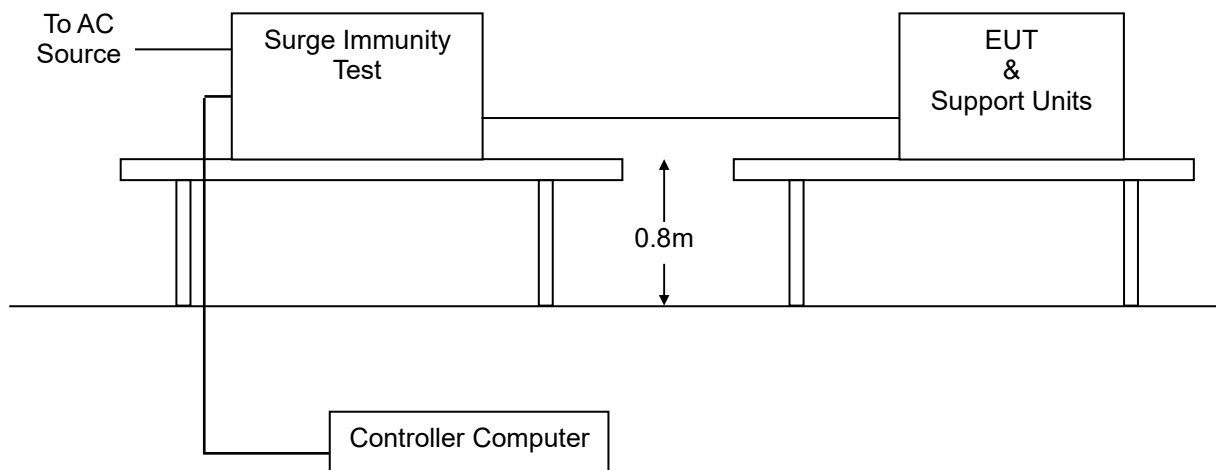 To AC
Source
Surge Immunity
Test
EUT
&
Support Units
0.8m
Controller Computer